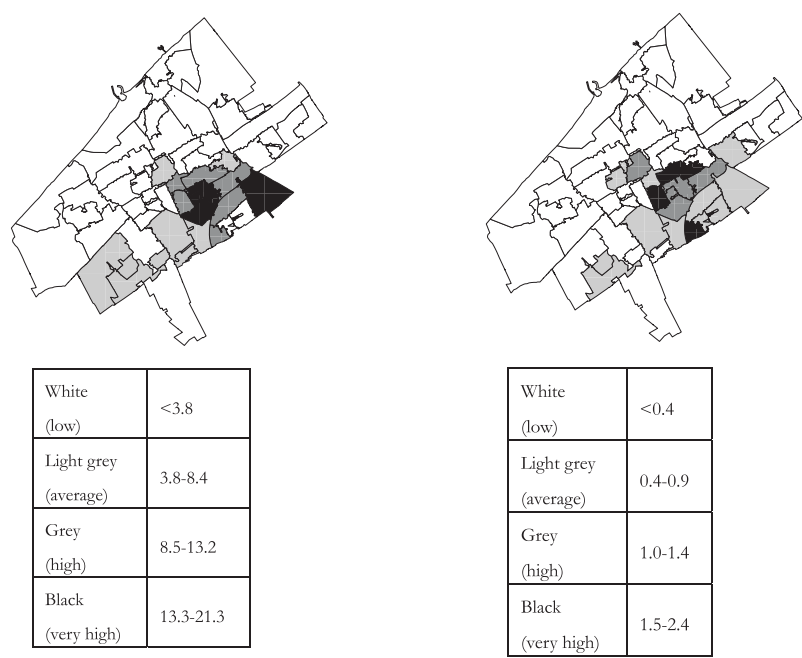 White
(low)
<3.8
Light grey
(average)
3.8-8.4
Grey
(high)
8.5-13.2
Black
(very high)
13.3-21.3
White
(low)
<0.4
Light grey
(average)
0.4-0.9
Grey
(high)
1.0-1.4
Black
(very high)
1.5-2.4